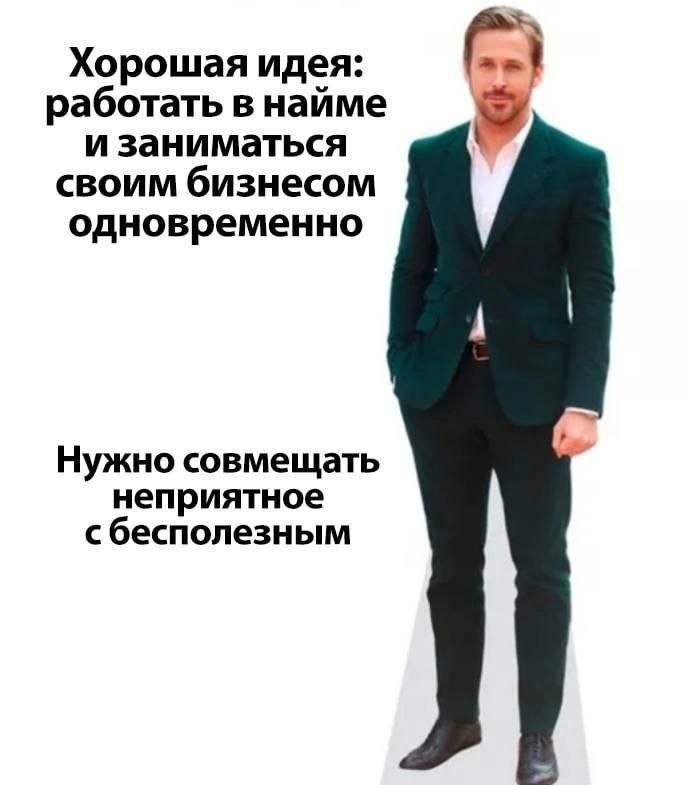 Хорошая идея:
работать в найме
и заниматься
своим бизнесом
одновременно
Нужно совмещать
неприятное
с бесполезным